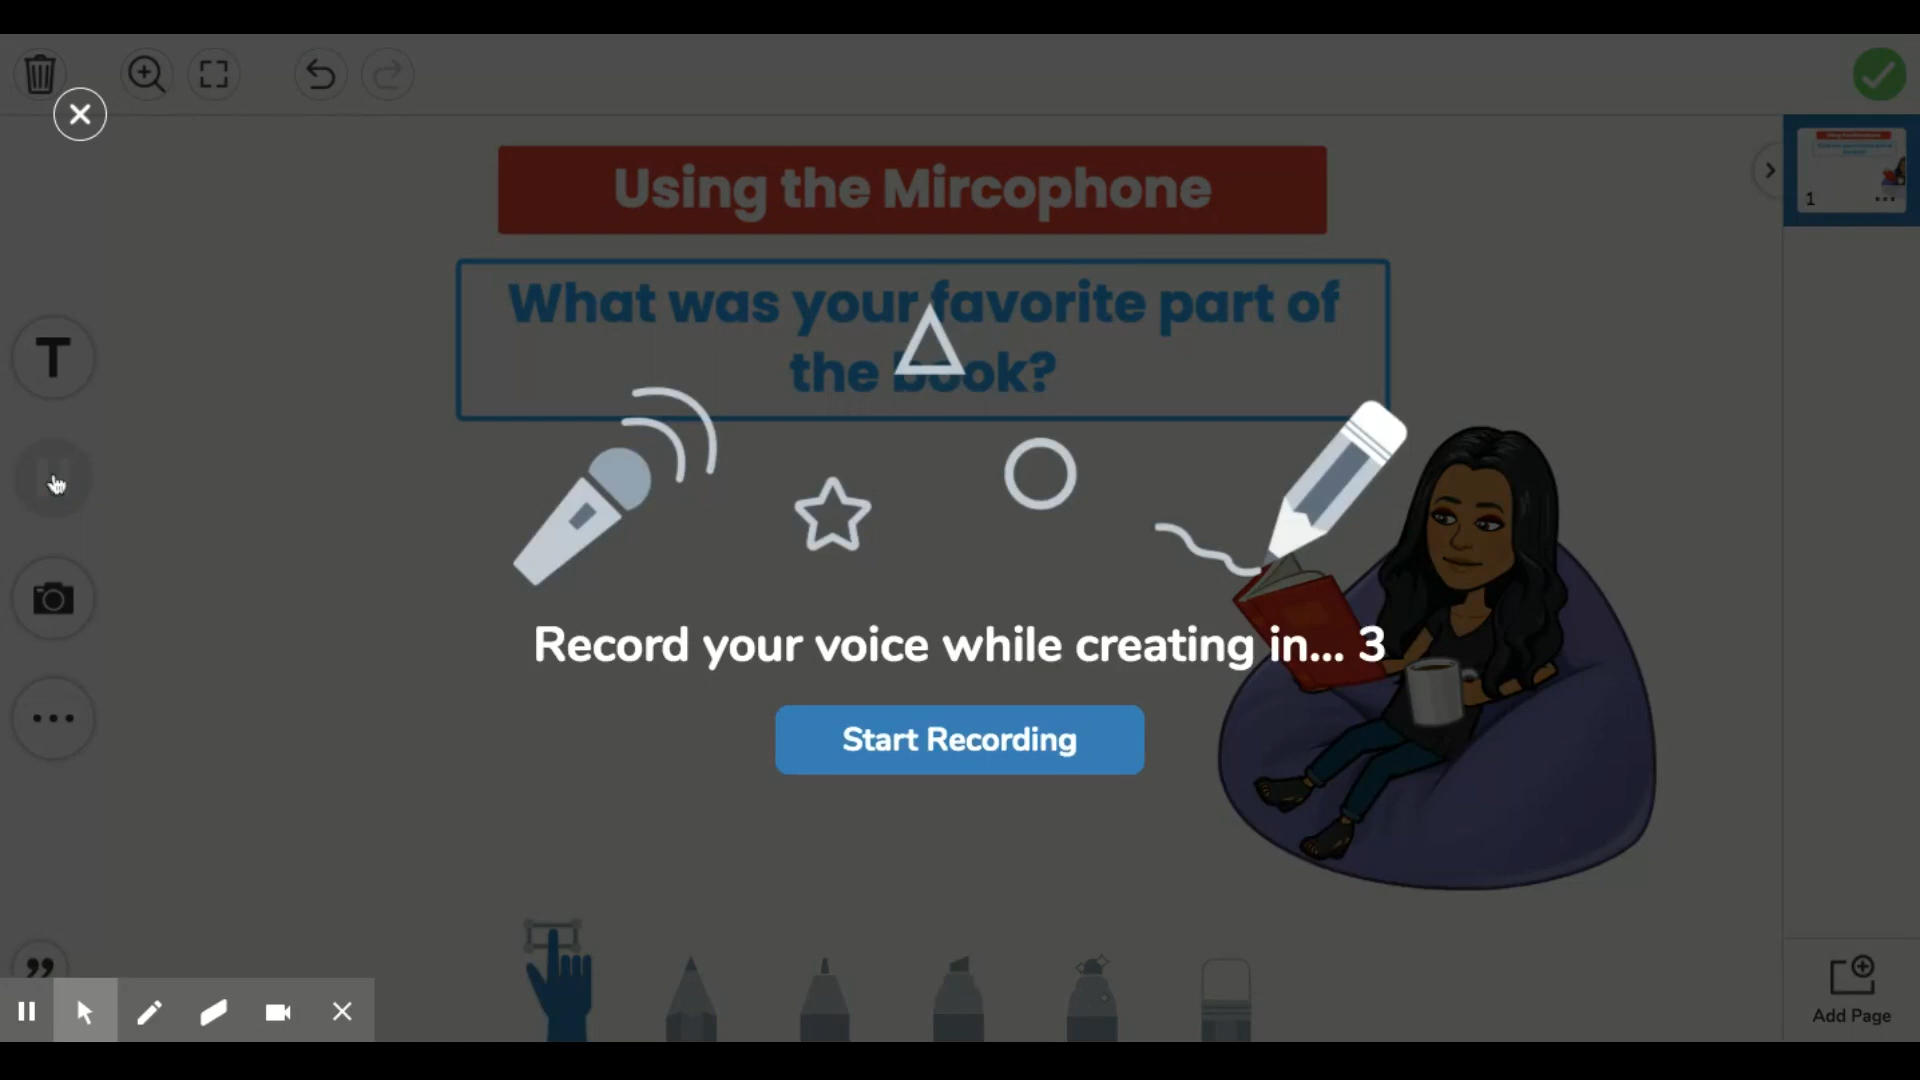 Using the Mircophone
What was your favorite part of
the book?
T
Record your voice while creating in... 3
Start Recording
1
Add Page